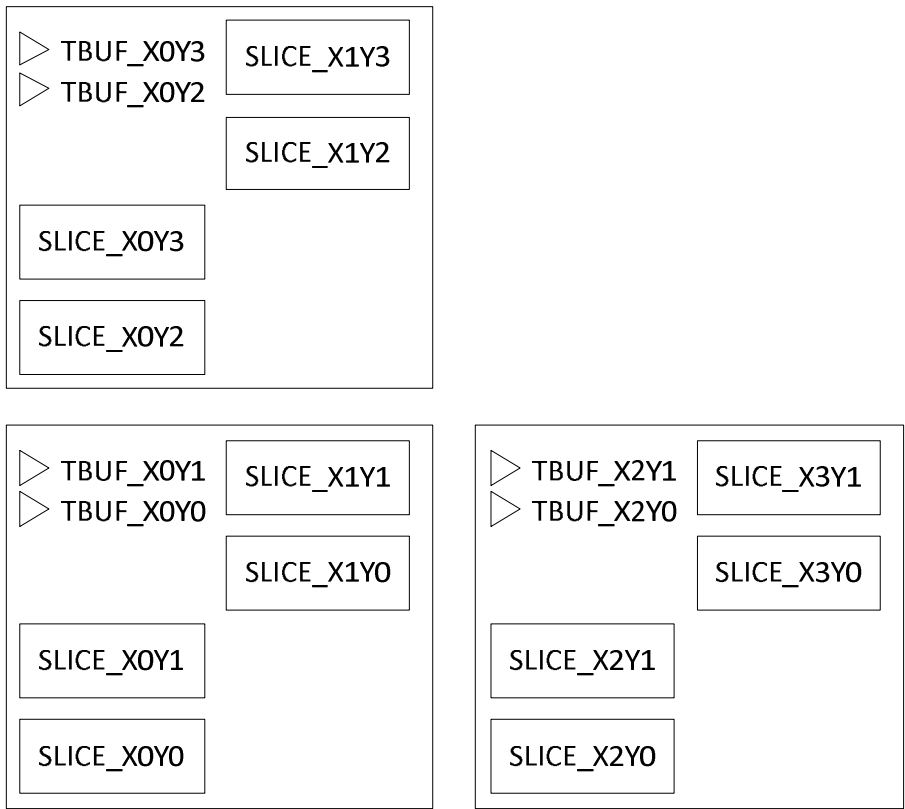 TBUF_X0Y3
TBUF_X0Y2
SLICE_X1Y3
SLICE_X1Y2
SLICE_X0Y3
SLICE_X0Y2
TBUF_X0Y1
TBUF_X0Y0
SLICE_X1Y1
SLICE_X1Y0
SLICE_X0Y1
SLICE_X0Y0
TBUF_X2Y1
TBUF_X2Y0
SLICE_X3Y1
SLICE_X3Y0
SLICE_X2Y1
SLICE_X2Y0